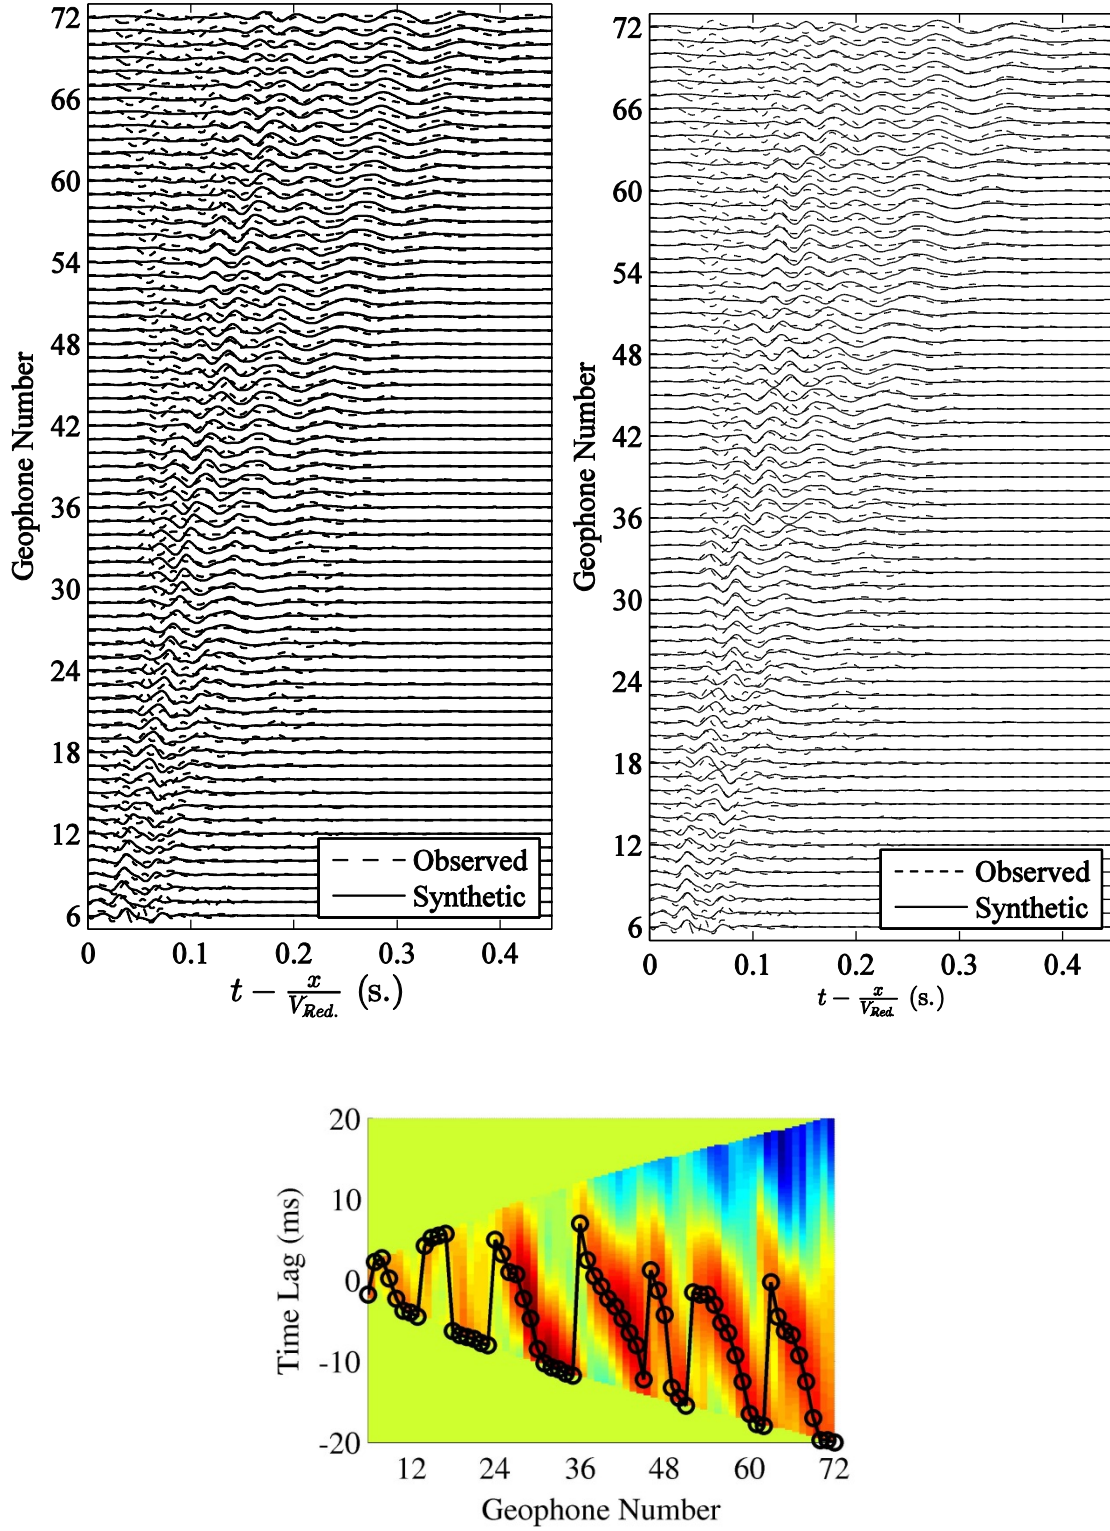 72
66
60
54
48
42
36
30
24
18
12
6
Geophone Number
Observed
Synthetic
0 0.1 0.2 0.3 0.4
t − x/V_Red. (s.)
72
66
60
54
48
42
36
30
24
18
12
6
Geophone Number
Observed
Synthetic
0 0.1 0.2 0.3 0.4
t − x/V_Red. (s.)
20
10
0
-10
-20
Time Lag (ms)
12 24 36 48 60 72
Geophone Number